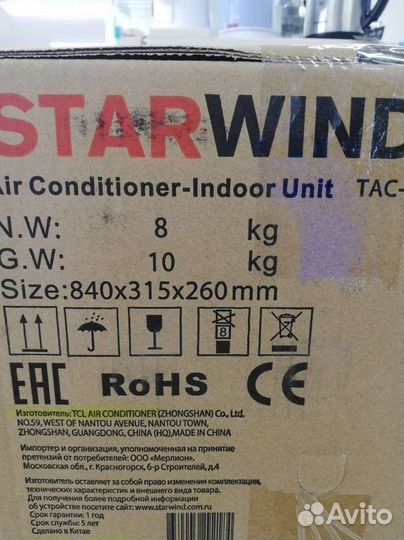 STARWIND
Air Conditioner-Indoor Unit TAC-
N.W: 8 kg
G.W: 10 kg
Size:840x315x260mm
8
EAC RoHS CE
Изготовитель:TCL AIR CONDITIONER (ZHONGSHAN) Co., Ltd.
NO.59, WEST OF NANTOU AVENUE, NANTOU TOWN,
ZHONGSHAN, GUANGDONG, CHINA (HQ),MADE IN CHINA
Импортер и организация, уполномоченная на принятие
претензий от потребителей: ООО «Мерлион».
Московская обл., г. Красногорск, б-р Строителей, д.4
Изготовитель оставляет за собой право изменения комплектации,
технических характеристик и внешнего вида товара.
Для получения более подробной информации
об устройстве посетите сайт: www.starwind.com.ru
Срок гарантии: 1 год
Срок службы: 5 лет
Сделано в Китае
Avito